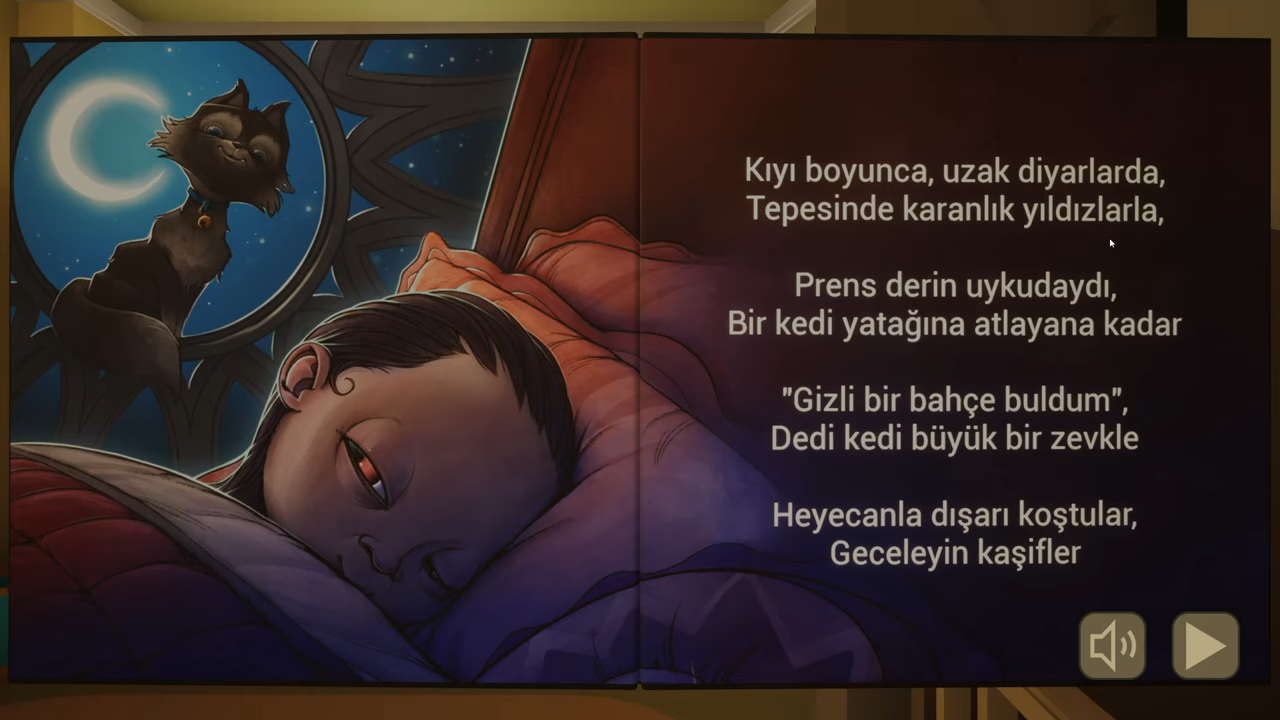 Kıyı boyunca, uzak diyarlarda,
Tepesinde karanlık yıldızlarla,
Prens derin uykudaydı,
Bir kedi yatağına atlayana kadar
"Gizli bir bahçe buldum",
Dedi kedi büyük bir zevkle
Heyecanla dışarı koştular,
Geceleyin kaşifler